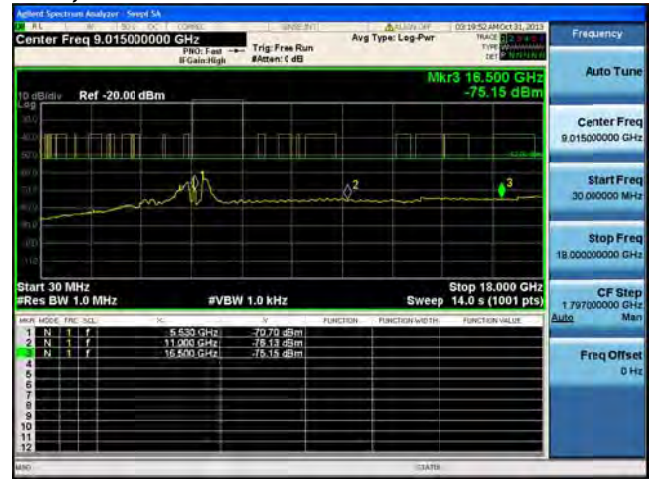 Agilent Spectrum Analyzer - Swept SA
03:19:52 AM Oct 31, 2013
Center Freq 9.015000000 GHz
PNO: Fast
IFGain:High
Trig: Free Run
#Atten: 0 dB
Avg Type: Log-Pwr
TRACE
TYPE
DET
Frequency
Auto Tune
Mkr3 16.500 GHz
-75.15 dBm
10 dB/div Ref -20.00 dBm
Log
Center Freq
9.015000000 GHz
Start Freq
30.000000 MHz
Stop Freq
18.000000000 GHz
CF Step
1.797000000 GHz
Auto Man
Freq Offset
0 Hz
1
2
3
Start 30 MHz
Stop 18.000 GHz
#Res BW 1.0 MHz
#VBW 1.0 kHz
Sweep 14.0 s (1001 pts)
MKR MODE TRC SCL X Y FUNCTION FUNCTION WIDTH FUNCTION VALUE
1 N 1 f 5.530 GHz -70.70 dBm
2 N 1 f 11.000 GHz -76.13 dBm
3 N 1 f 16.500 GHz -75.15 dBm
4
5
6
7
8
9
10
11
12
MSG
STATUS